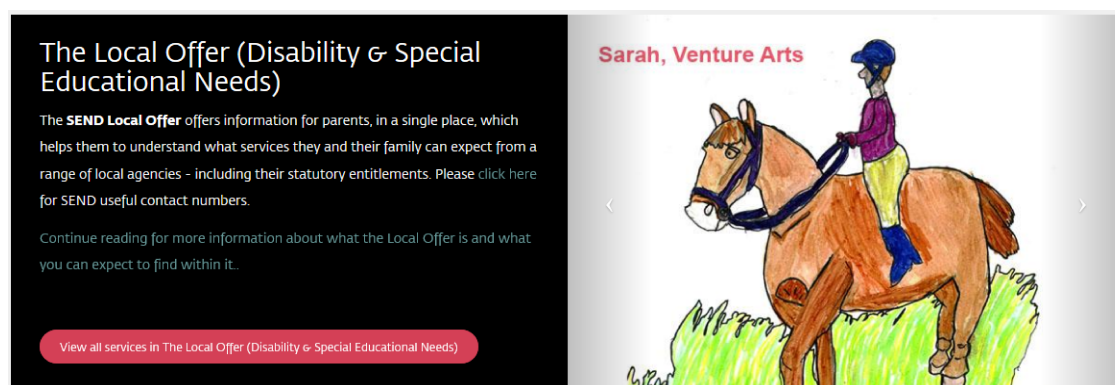 The Local Offer (Disability & Special
Educational Needs)
The SEND Local Offer offers information for parents, in a single place, which
helps them to understand what services they and their family can expect from a
range of local agencies - including their statutory entitlements. Please click here
for SEND useful contact numbers.
Continue reading for more information about what the Local Offer is and what
you can expect to find within it..
View all services in The Local Offer (Disability & Special Educational Needs)
Sarah, Venture Arts